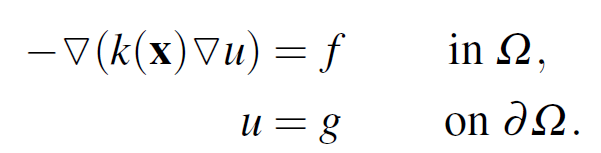 −∇(k(𝐱)∇u) = f in Ω,
u = g on ∂Ω.